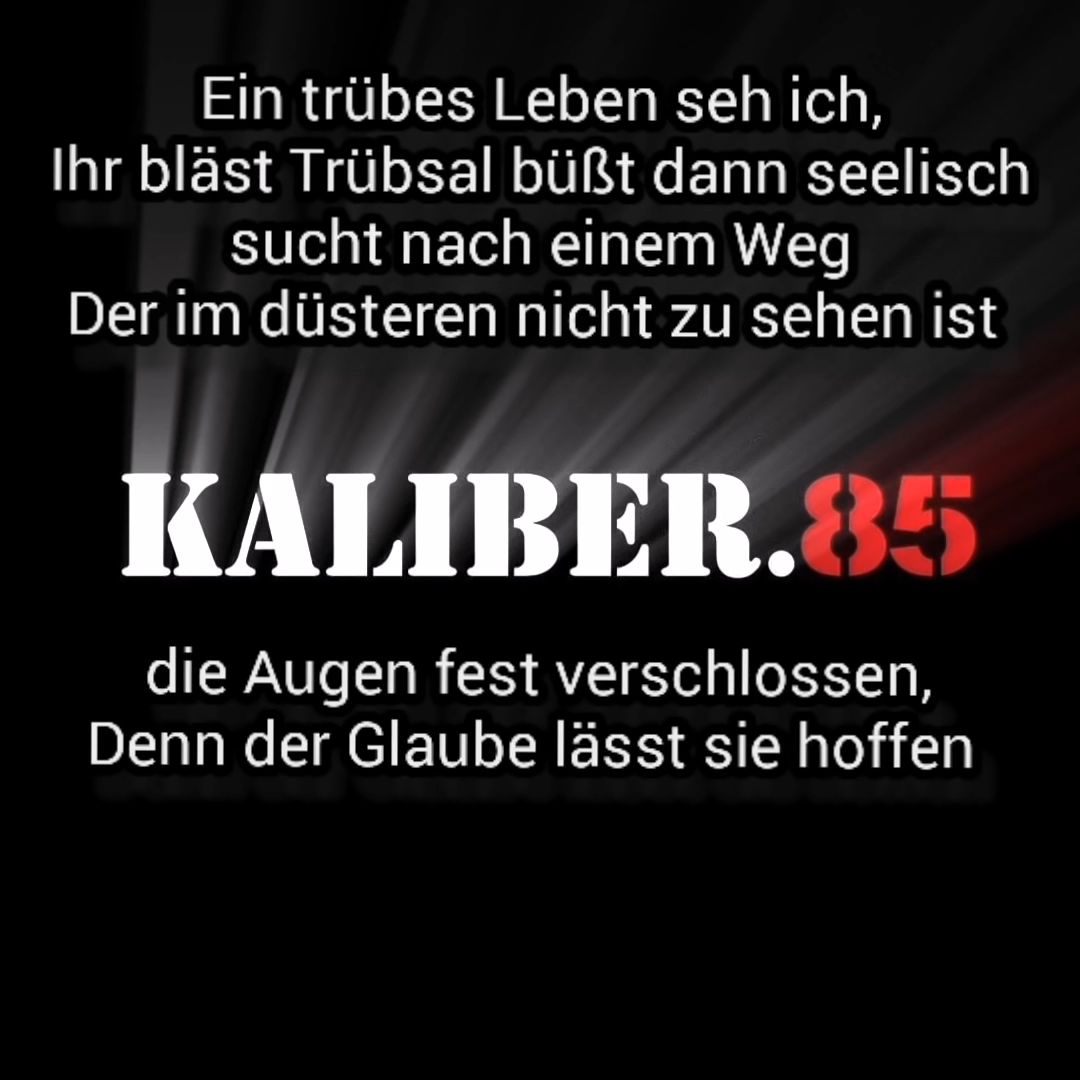 Ein trübes Leben seh ich,
Ihr bläst Trübsal büßt dann seelisch
sucht nach einem Weg
Der im düsteren nicht zu sehen ist
KALIBER.85
die Augen fest verschlossen,
Denn der Glaube lässt sie hoffen